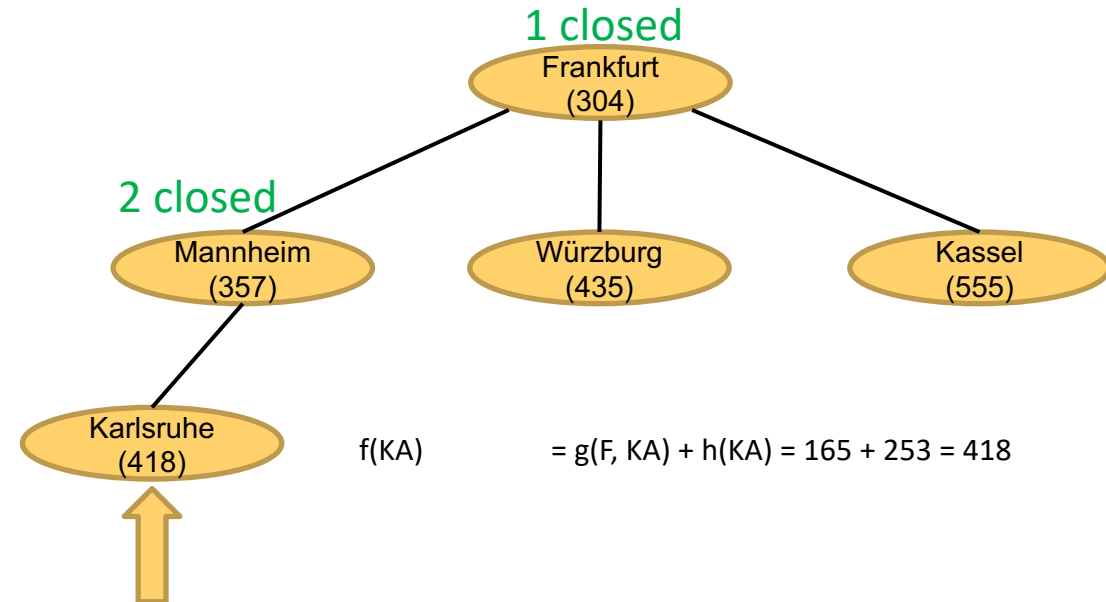 1 closed
Frankfurt
(304)
2 closed
Mannheim
(357)
Würzburg
(435)
Kassel
(555)
Karlsruhe
(418)
f(KA) = g(F, KA) + h(KA) = 165 + 253 = 418